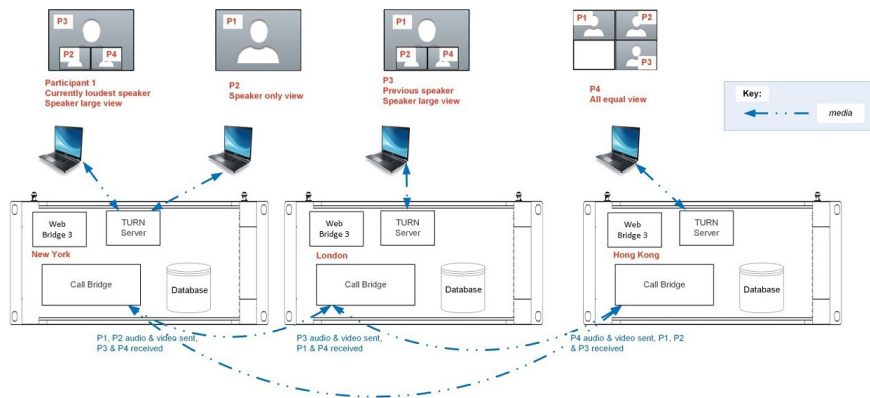 P3
P2
P4
Participant 1
Currently loudest speaker
Speaker large view
P1
P2
Speaker only view
P1
P2
P4
P3
Previous speaker
Speaker large view
P1
P2
P3
P4
All equal view
Key:
media
Web
Bridge 3
TURN
Server
New York
Call Bridge
Database
Web
Bridge 3
TURN
Server
London
Call Bridge
Database
Web
Bridge 3
TURN
Server
Hong Kong
Call Bridge
Database
P1, P2 audio & video sent,
P3 & P4 received
P3 audio & video sent,
P1 & P4 received
P4 audio & video sent, P1, P2
& P3 received